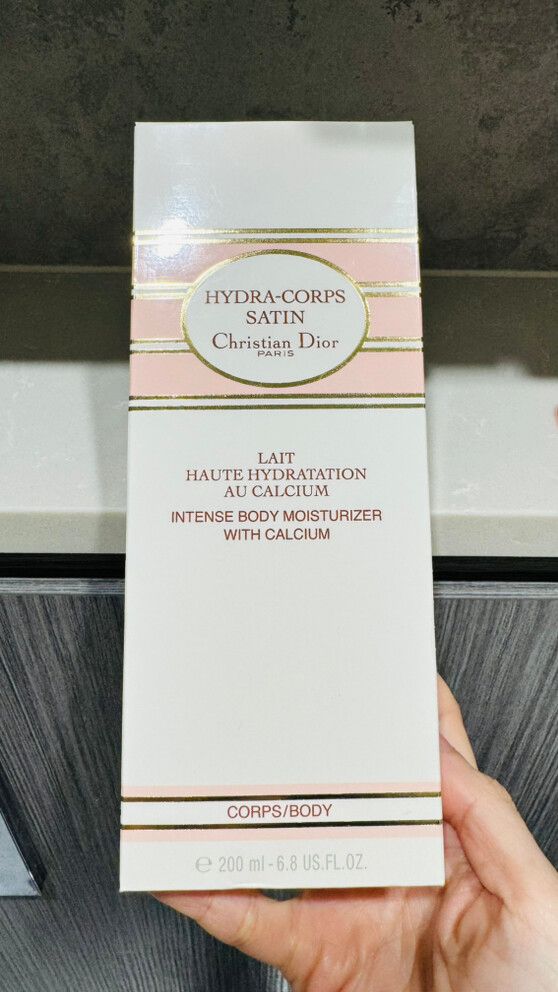 HYDRA-CORPS
SATIN
Christian Dior
PARIS
LAIT
HAUTE HYDRATATION
AU CALCIUM
INTENSE BODY MOISTURIZER
WITH CALCIUM
CORPS/BODY
℮ 200 ml - 6.8 US.FL.OZ.